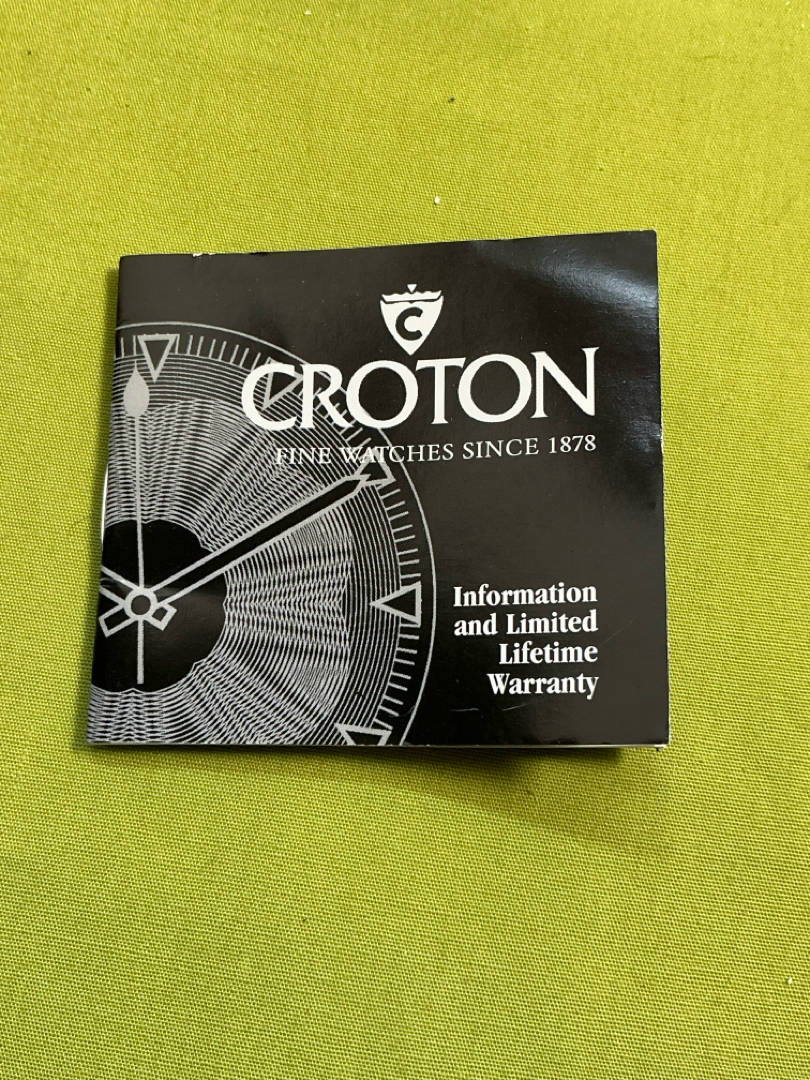 C
CROTON
FINE WATCHES SINCE 1878
Information
and Limited
Lifetime
Warranty